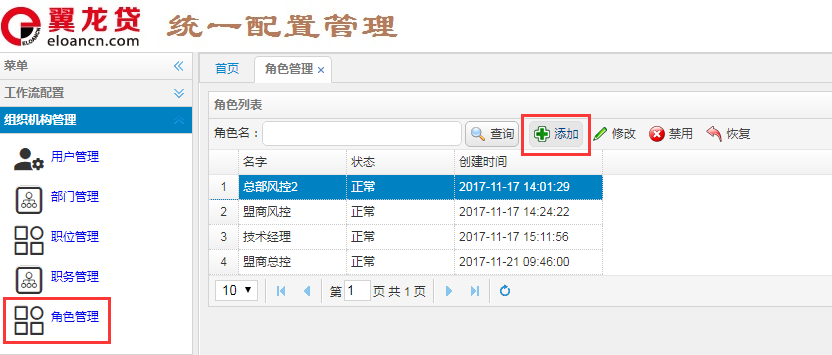 翼龙贷
eloancn.com
ELOANCN
统一配置管理
菜单
工作流配置
组织机构管理
用户管理
部门管理
职位管理
职务管理
角色管理
首页 角色管理 ×
角色列表
角色名： 查询 添加 修改 禁用 恢复
名字 状态 创建时间
1 总部风控2 正常 2017-11-17 14:01:29
2 盟商风控 正常 2017-11-17 14:24:22
3 技术经理 正常 2017-11-17 15:11:56
4 盟商总控 正常 2017-11-21 09:46:00
10 第 1 页 共 1 页